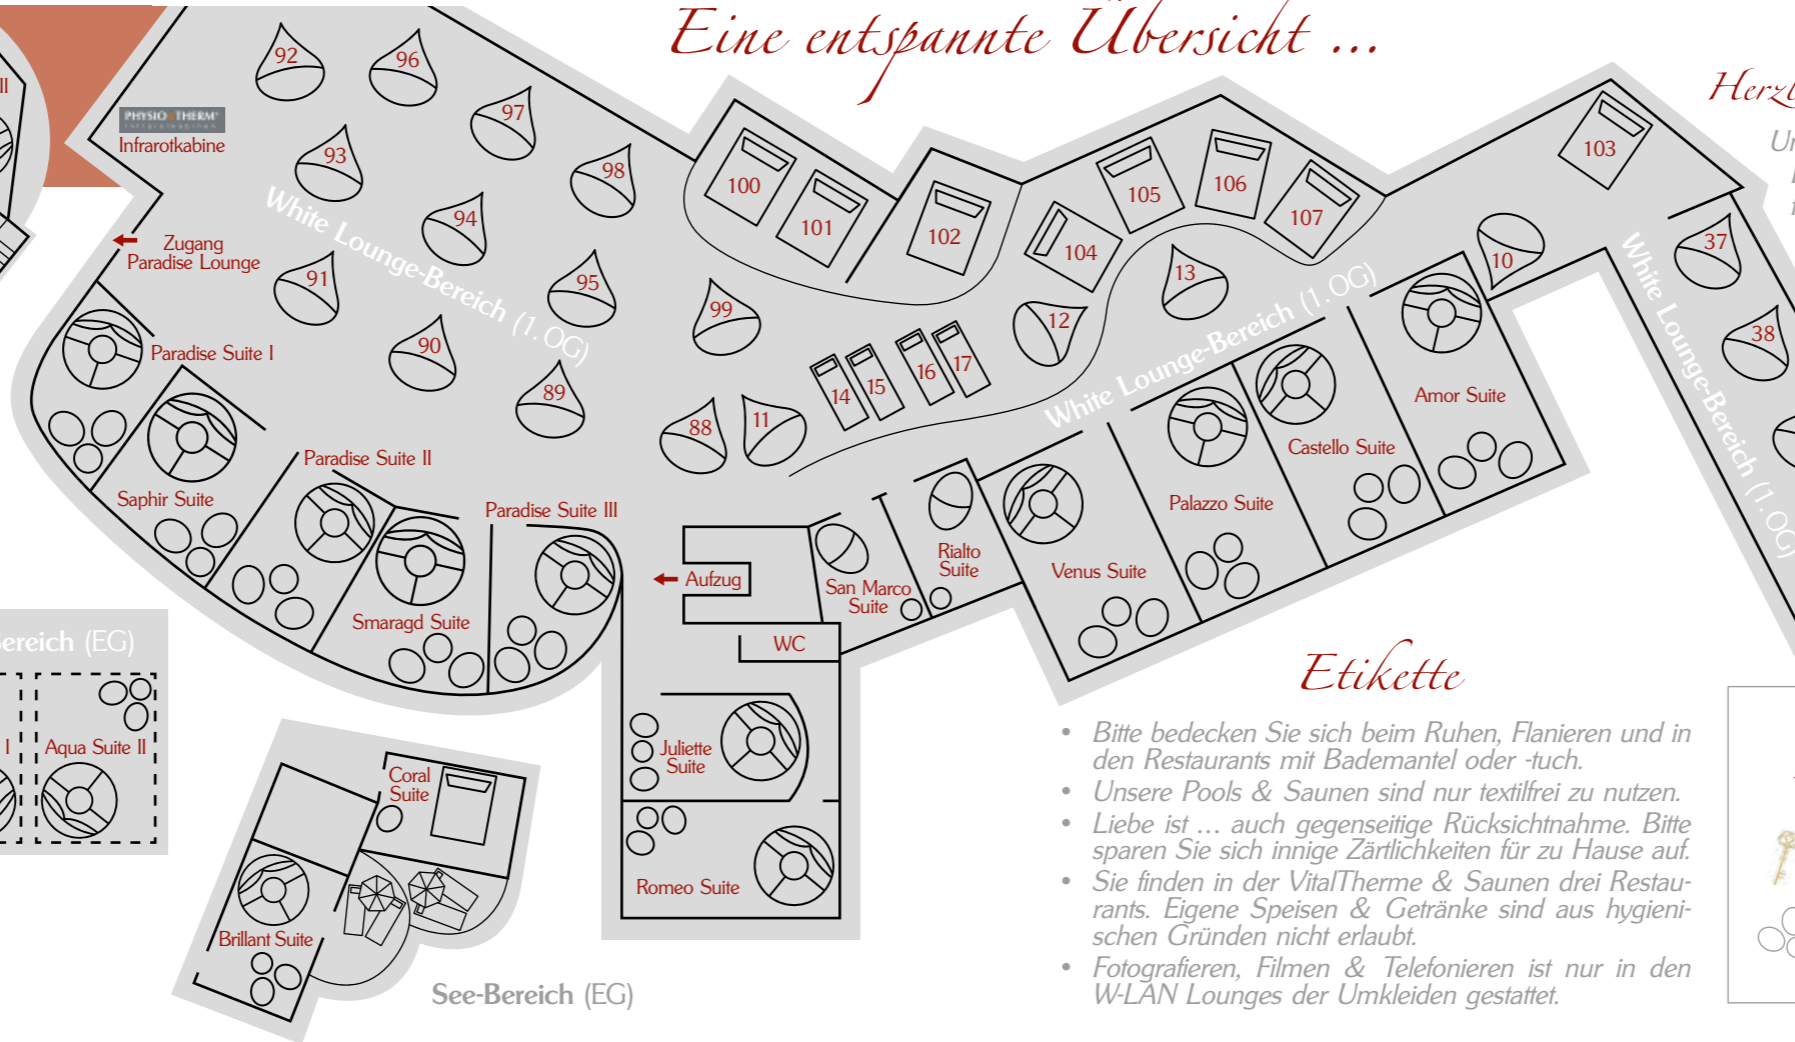 Eine entspannte Übersicht ...
II
92
96
97
PHYSIO THERM®
Infrarotkabinen
Infrarotkabine
93
98
94
100
101
102
105
106
107
103
104
White Lounge-Bereich (1. OG)
Zugang
Paradise Lounge
91
95
99
90
89
88
11
12
13
10
14
15
16
17
White Lounge-Bereich (1. OG)
37
38
White Lounge-Bereich (1. OG)
Paradise Suite I
Saphir Suite
Paradise Suite II
Smaragd Suite
Paradise Suite III
Aufzug
WC
San Marco
Suite
Rialto
Suite
Venus Suite
Palazzo Suite
Castello Suite
Amor Suite
Juliette
Suite
Romeo Suite
ereich (EG)
I
Aqua Suite II
Coral
Suite
Brillant Suite
See-Bereich (EG)
Etikette
• Bitte bedecken Sie sich beim Ruhen, Flanieren und in
den Restaurants mit Bademantel oder -tuch.
• Unsere Pools & Saunen sind nur textilfrei zu nutzen.
• Liebe ist ... auch gegenseitige Rücksichtnahme. Bitte
sparen Sie sich innige Zärtlichkeiten für zu Hause auf.
• Sie finden in der VitalTherme & Saunen drei Restau-
rants. Eigene Speisen & Getränke sind aus hygieni-
schen Gründen nicht erlaubt.
• Fotografieren, Filmen & Telefonieren ist nur in den
W-LAN Lounges der Umkleiden gestattet.